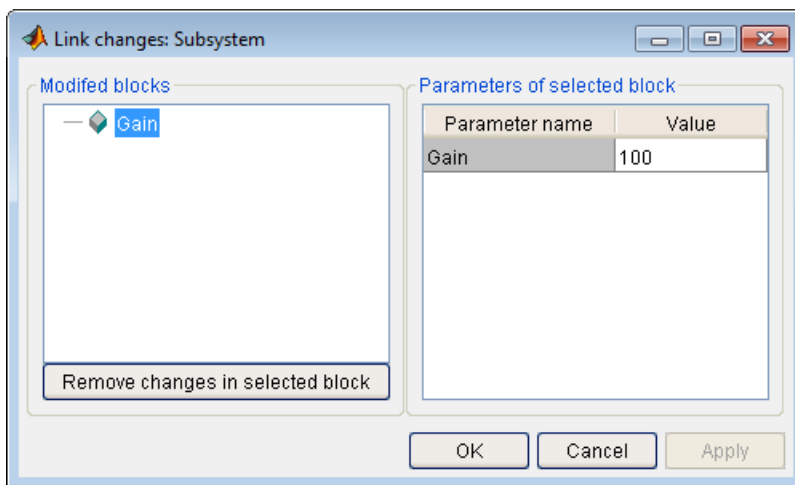 Link changes: Subsystem
Modifed blocks
Gain
Remove changes in selected block
Parameters of selected block
Parameter name Value
Gain 100
OK Cancel Apply